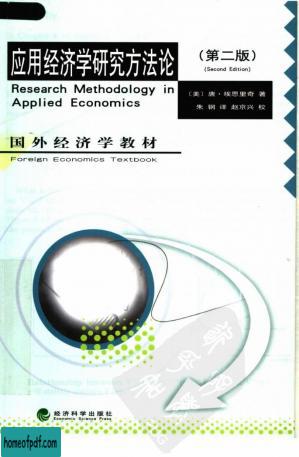 应用经济学研究方法论
(第二版)
Research Methodology in
Applied Economics
(Second Edition)
(美) 唐·埃思里奇 著
朱 钢 译 赵京兴 校
国外经济学教材
Foreign Economics Textbook
经济科学出版社
Economic Science Press
homeofpdf.com